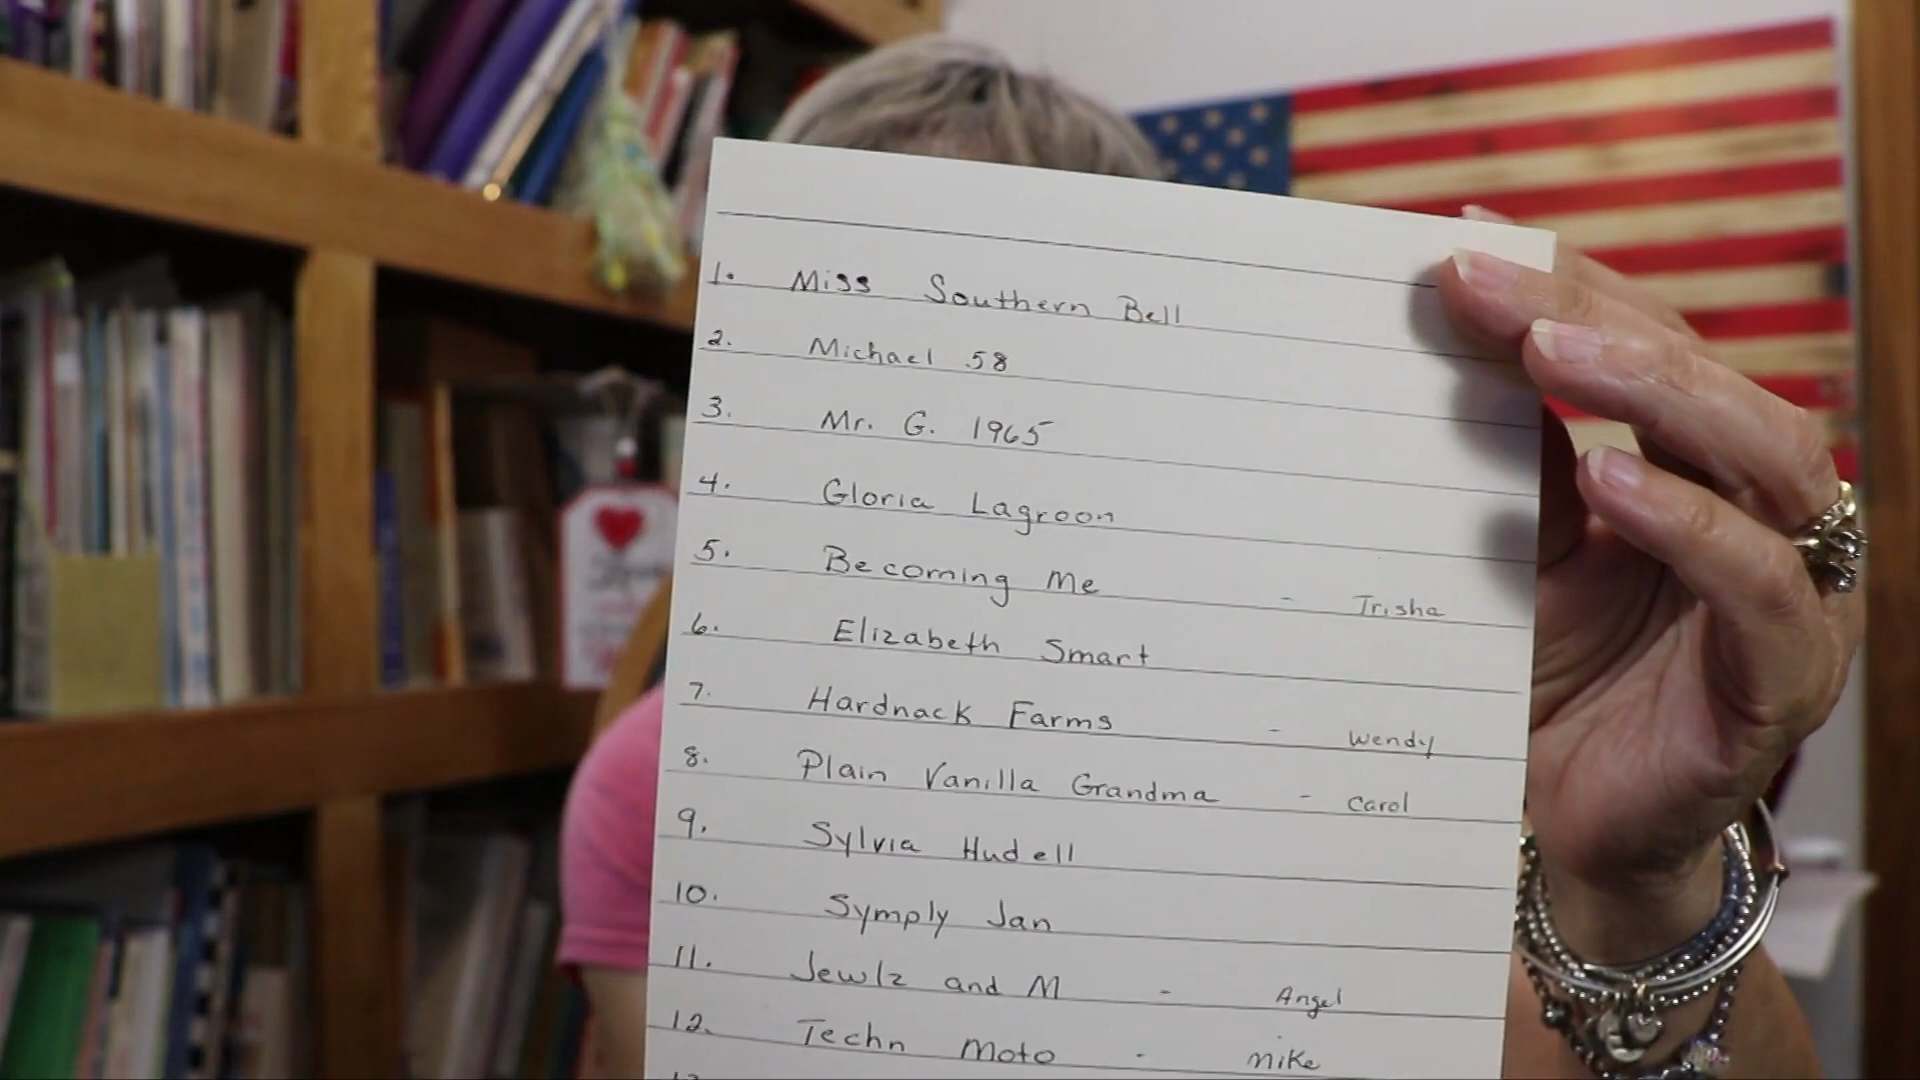 1. Miss Southern Bell
2. Michael 58
3. Mr. G. 1965
4. Gloria Lagroon
5. Becoming Me - Trisha
6. Elizabeth Smart
7. Hardnack Farms - Wendy
8. Plain Vanilla Grandma - Carol
9. Sylvia Hudell
10. Symply Jan
11. Jewlz and M - Angel
12. Techn Moto - Mike